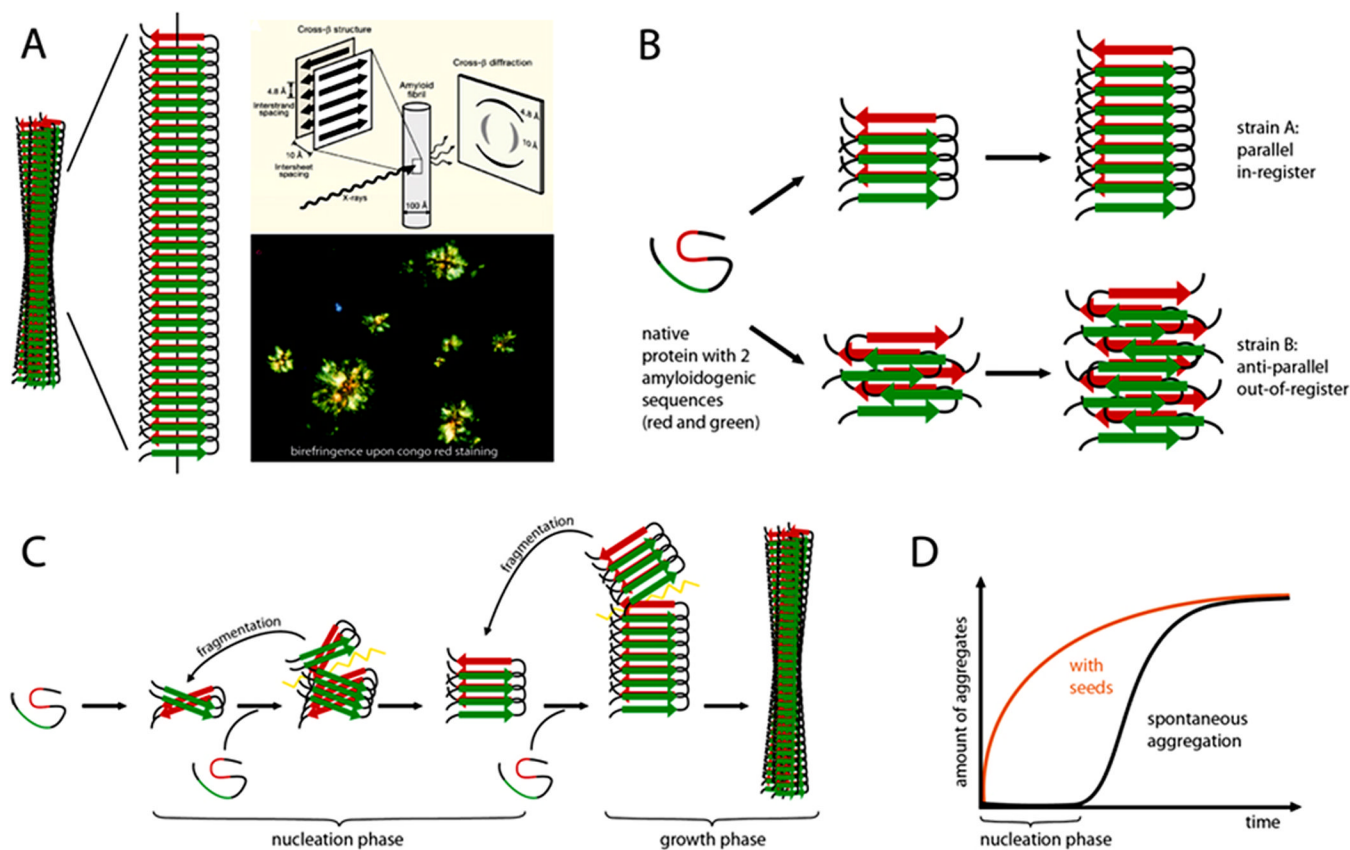 A
Cross-β structure
4.8 Å
Interstrand
spacing
10 Å
Intersheet
spacing
X-rays
Amyloid
fibril
100 Å
Cross-β diffraction
4.8 Å
10 Å
birefringence upon congo red staining
B
native
protein with 2
amyloidogenic
sequences
(red and green)
strain A:
parallel
in-register
strain B:
anti-parallel
out-of-register
C
fragmentation
fragmentation
nucleation phase
growth phase
D
amount of aggregates
with
seeds
spontaneous
aggregation
time
nucleation phase